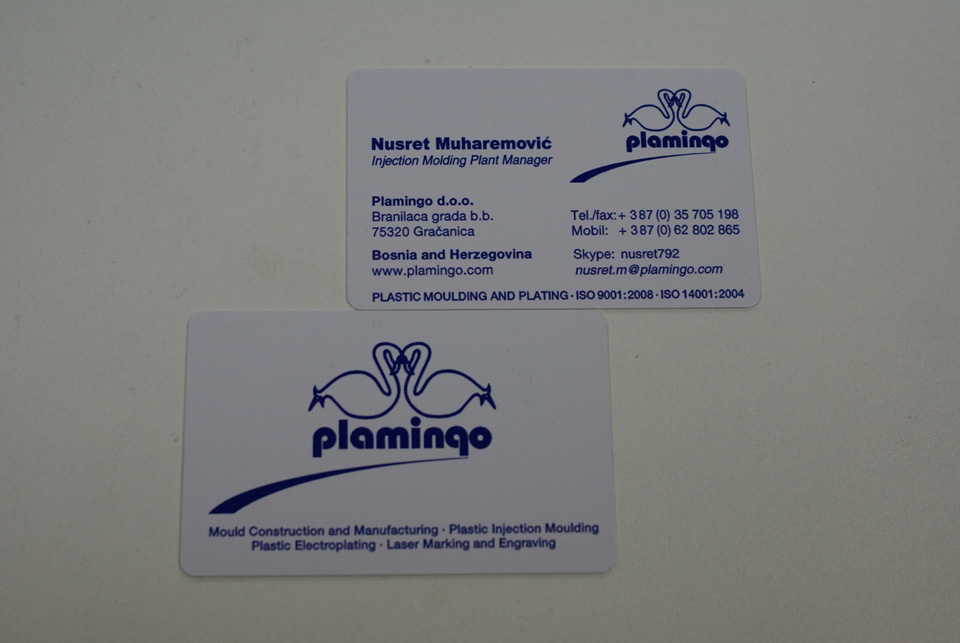 plamingo
Nusret Muharemović
Injection Molding Plant Manager
Plamingo d.o.o.
Branilaca grada b.b.
75320 Gračanica
Bosnia and Herzegovina
www.plamingo.com
Tel./fax:+ 387 (0) 35 705 198
Mobil: + 387 (0) 62 802 865
Skype: nusret792
nusret.m@plamingo.com
PLASTIC MOULDING AND PLATING · ISO 9001:2008 · ISO 14001:2004
plamingo
Mould Construction and Manufacturing · Plastic Injection Moulding
Plastic Electroplating · Laser Marking and Engraving